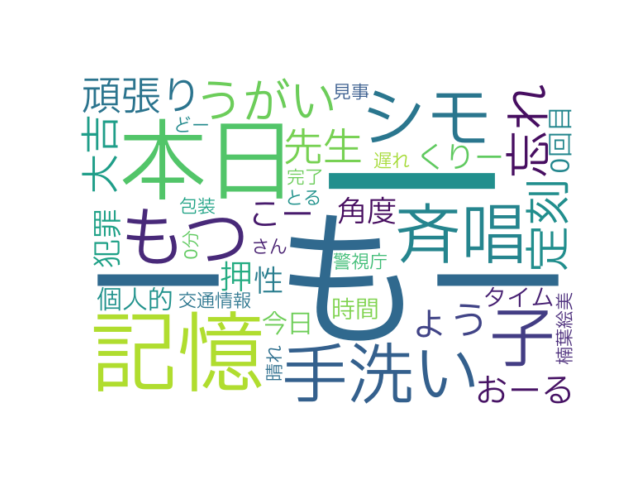 頑張り
うがい
見事
シモ
忘れ
0回目
大吉
どー
本日
先生
遅れ
くりー
完了
とる
ー
定刻
犯罪
包装
0分
もつ
こー
さん
も
角度
斉唱
警視庁
ー
押
性
ー
個人的
交通情報
時間
タイム
楠葉絵美
記憶
今日
ょう
子
晴れ
手洗い
おーる